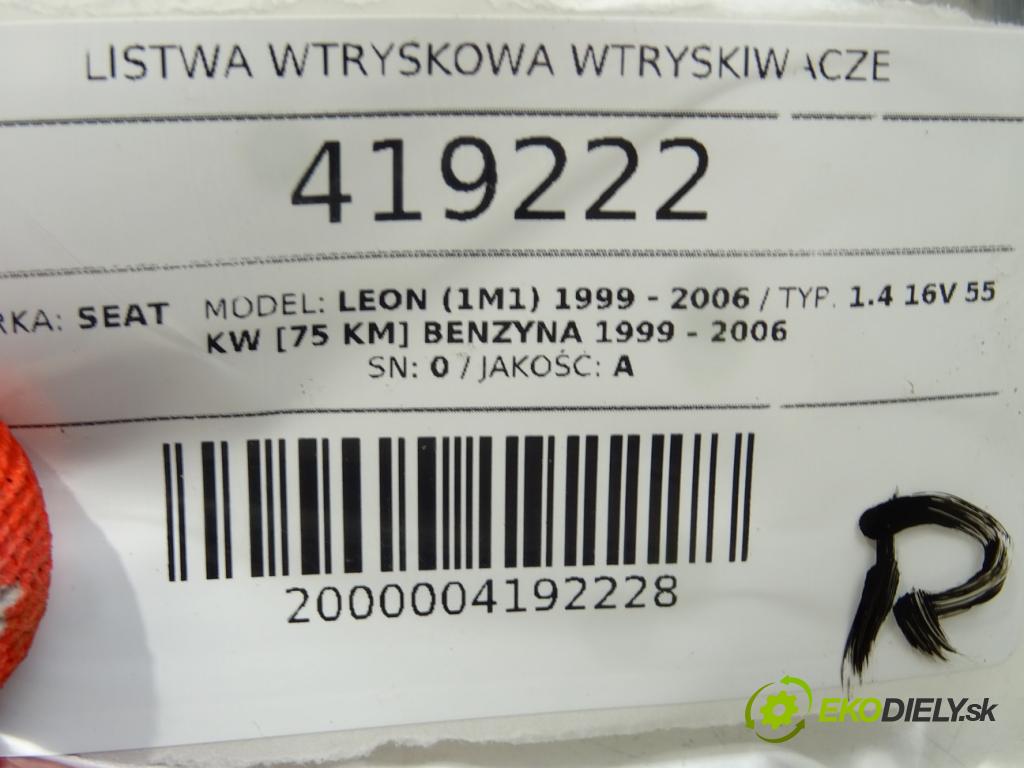 LISTWA WTRYSKOWA WTRYSKIWACZE
419222
RKA: SEAT MODEL: LEON (1M1) 1999 - 2006 / TYP. 1.4 16V 55
KW [75 KM] BENZYNA 1999 - 2006
SN: 0 / JAKOŚĆ: A
2000004192228
R
EKODIELY.sk